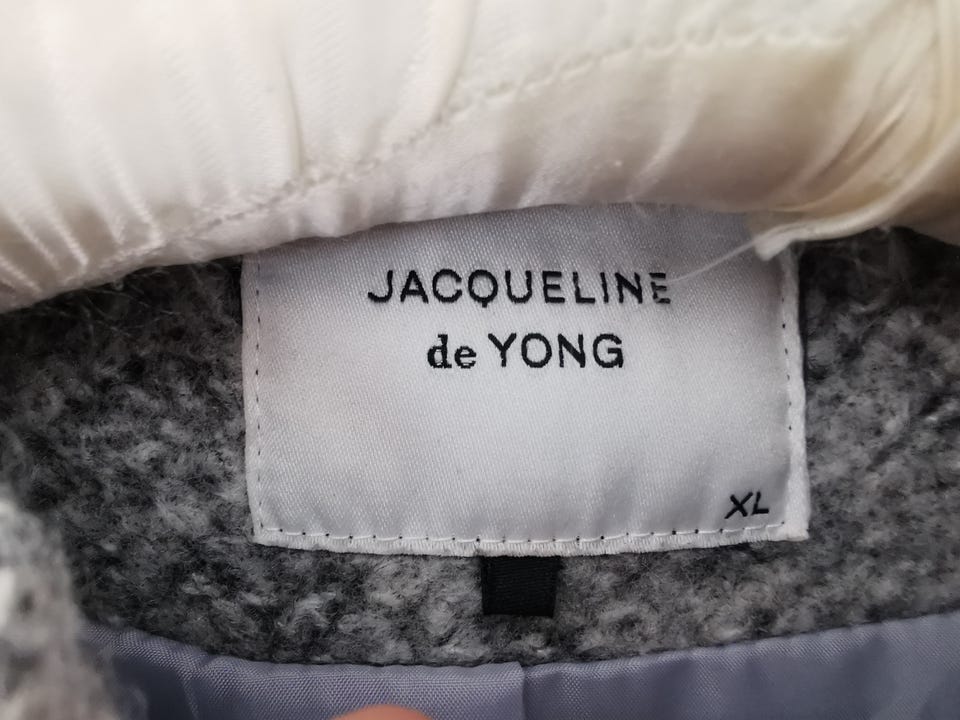 JACQUELINE
de YONG
XL